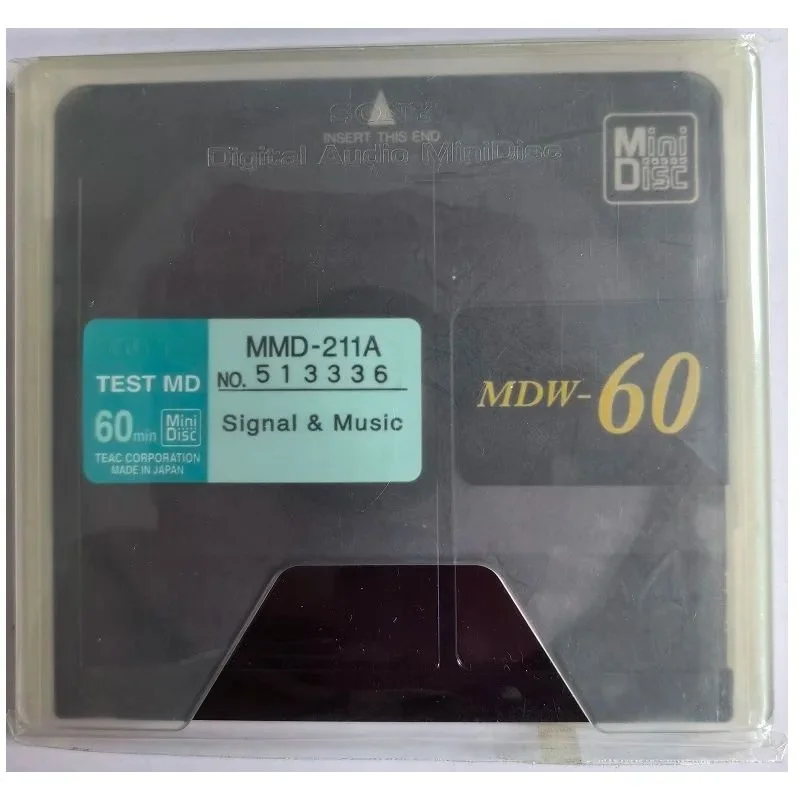 SONY
INSERT THIS END
Digital Audio MiniDisc
Mini
Disc
TEST MD
60min Mini Disc
TEAC CORPORATION
MADE IN JAPAN
MMD-211A
NO. 513336
Signal & Music
MDW-60